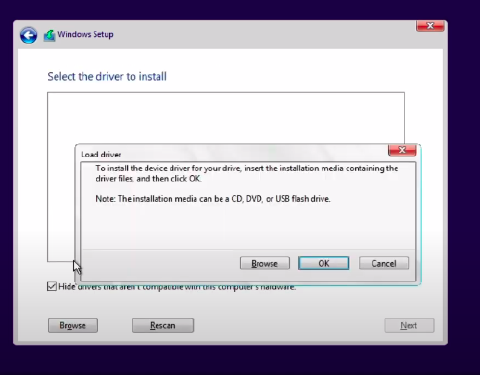 Windows Setup
Select the driver to install
Load driver
To install the device driver for your drive, insert the installation media containing the
driver files, and then click OK.
Note: The installation media can be a CD, DVD, or USB flash drive.
Browse
OK
Cancel
Hide drivers that aren't compatible with this computer's hardware.
Browse
Rescan
Next